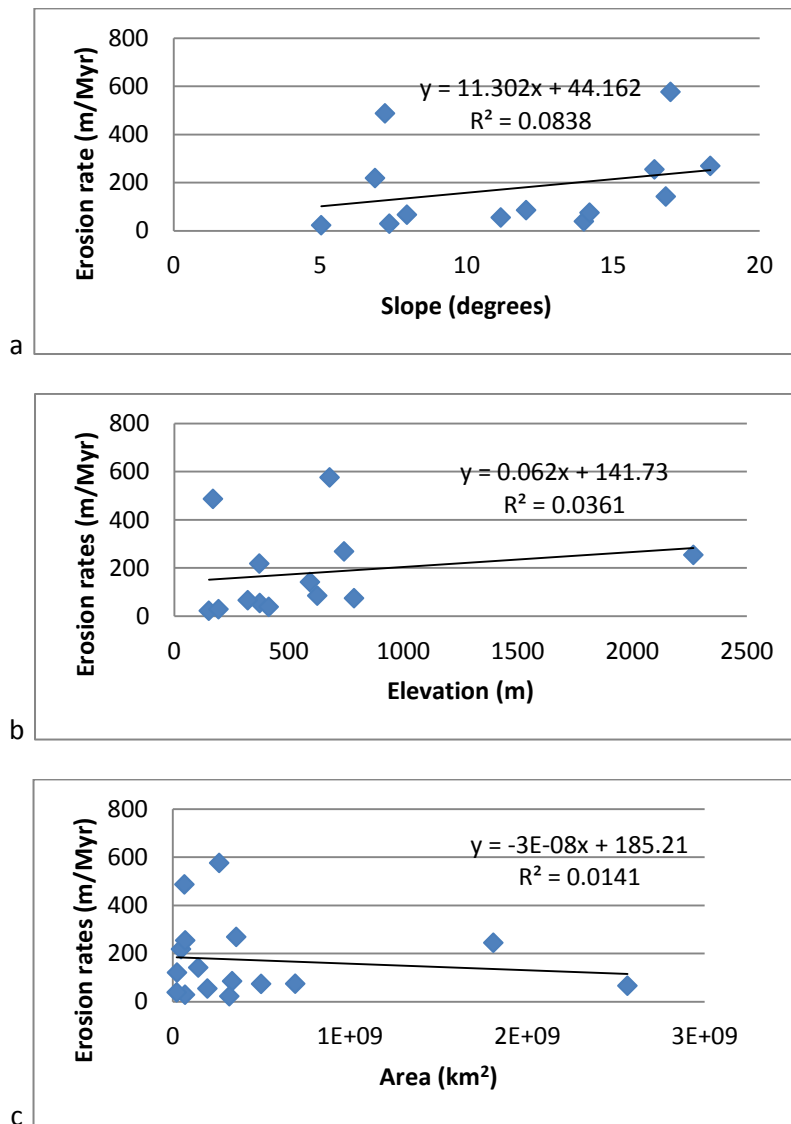 800
600
400
200
0
Erosion rate (m/Myr)
y = 11.302x + 44.162
R² = 0.0838
0 5 10 15 20
Slope (degrees)
a
800
600
400
200
0
Erosion rates (m/Myr)
y = 0.062x + 141.73
R² = 0.0361
0 500 1000 1500 2000 2500
Elevation (m)
b
800
600
400
200
0
Erosion rates (m/Myr)
y = -3E-08x + 185.21
R² = 0.0141
0 1E+09 2E+09 3E+09
Area (km²)
c